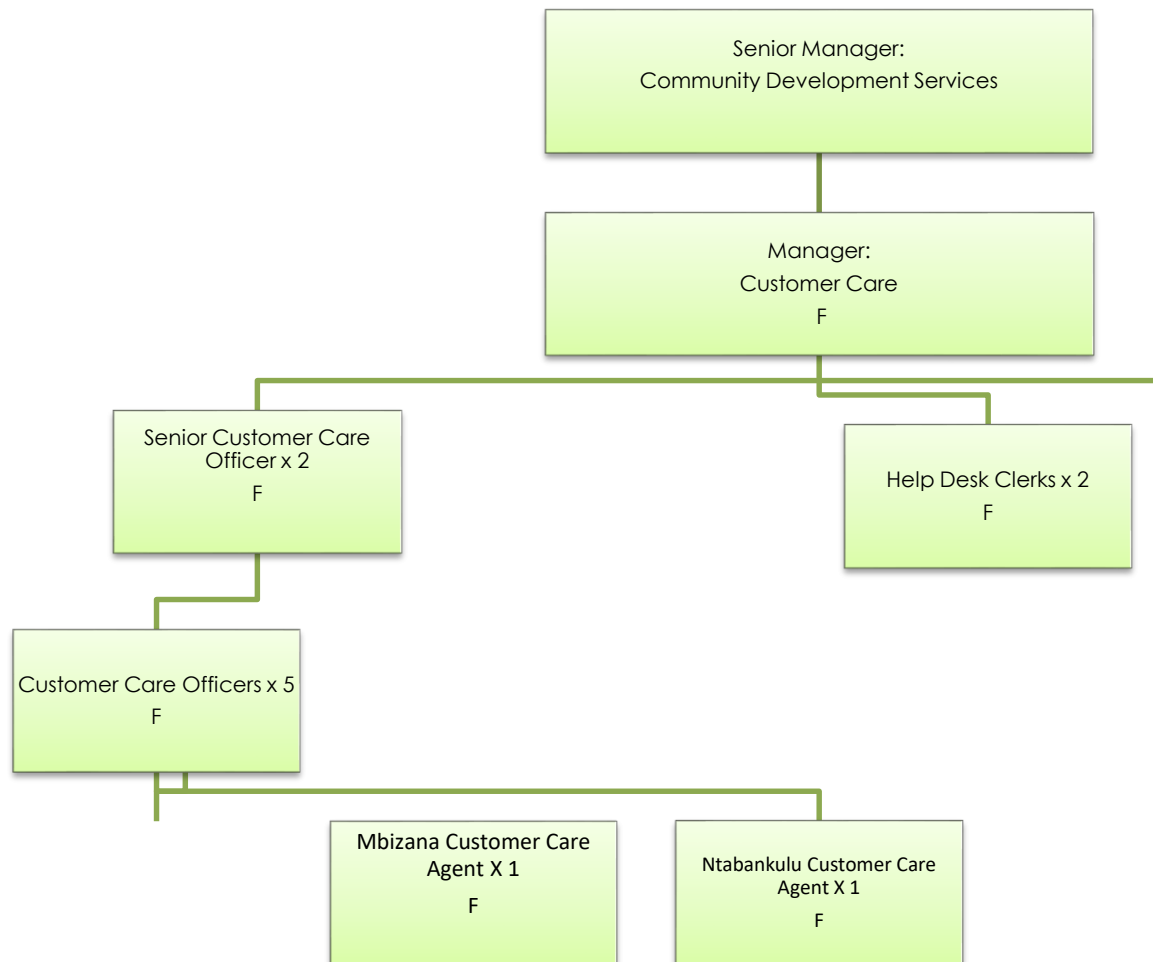 Senior Manager:
Community Development Services
Manager:
Customer Care
F
Senior Customer Care
Officer x 2
F
Help Desk Clerks x 2
F
Customer Care Officers x 5
F
Mbizana Customer Care
Agent X 1
F
Ntabankulu Customer Care
Agent X 1
F